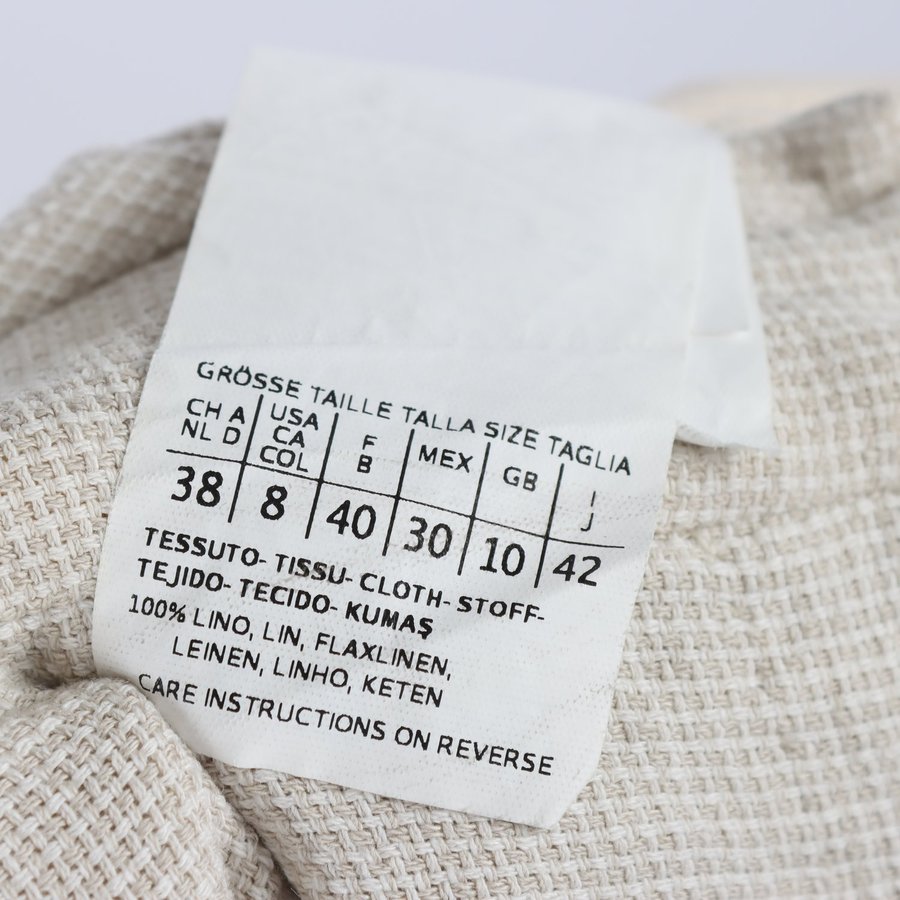 GRÖSSE TAILLE TALLA SIZE TAGLIA
CH A USA F MEX GB I
NL D CA B J
COL
38 8 40 30 10 42
TESSUTO- TISSU- CLOTH- STOFF-
TEJIDO- TECIDO- KUMAŞ
100% LINO, LIN, FLAXLINEN,
LEINEN, LINHO, KETEN
CARE INSTRUCTIONS ON REVERSE